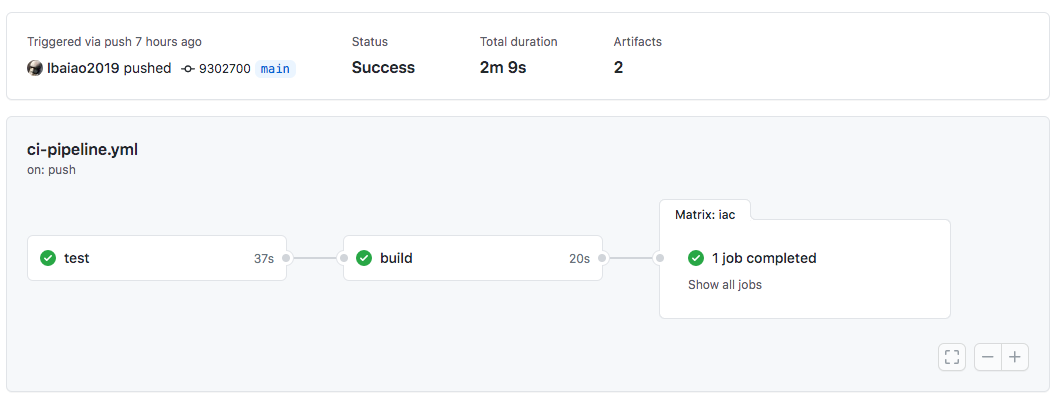 Triggered via push 7 hours ago
lbaiao2019 pushed 9302700 main
Status
Success
Total duration
2m 9s
Artifacts
2
ci-pipeline.yml
on: push
test 37s
build 20s
Matrix: iac
1 job completed
Show all jobs